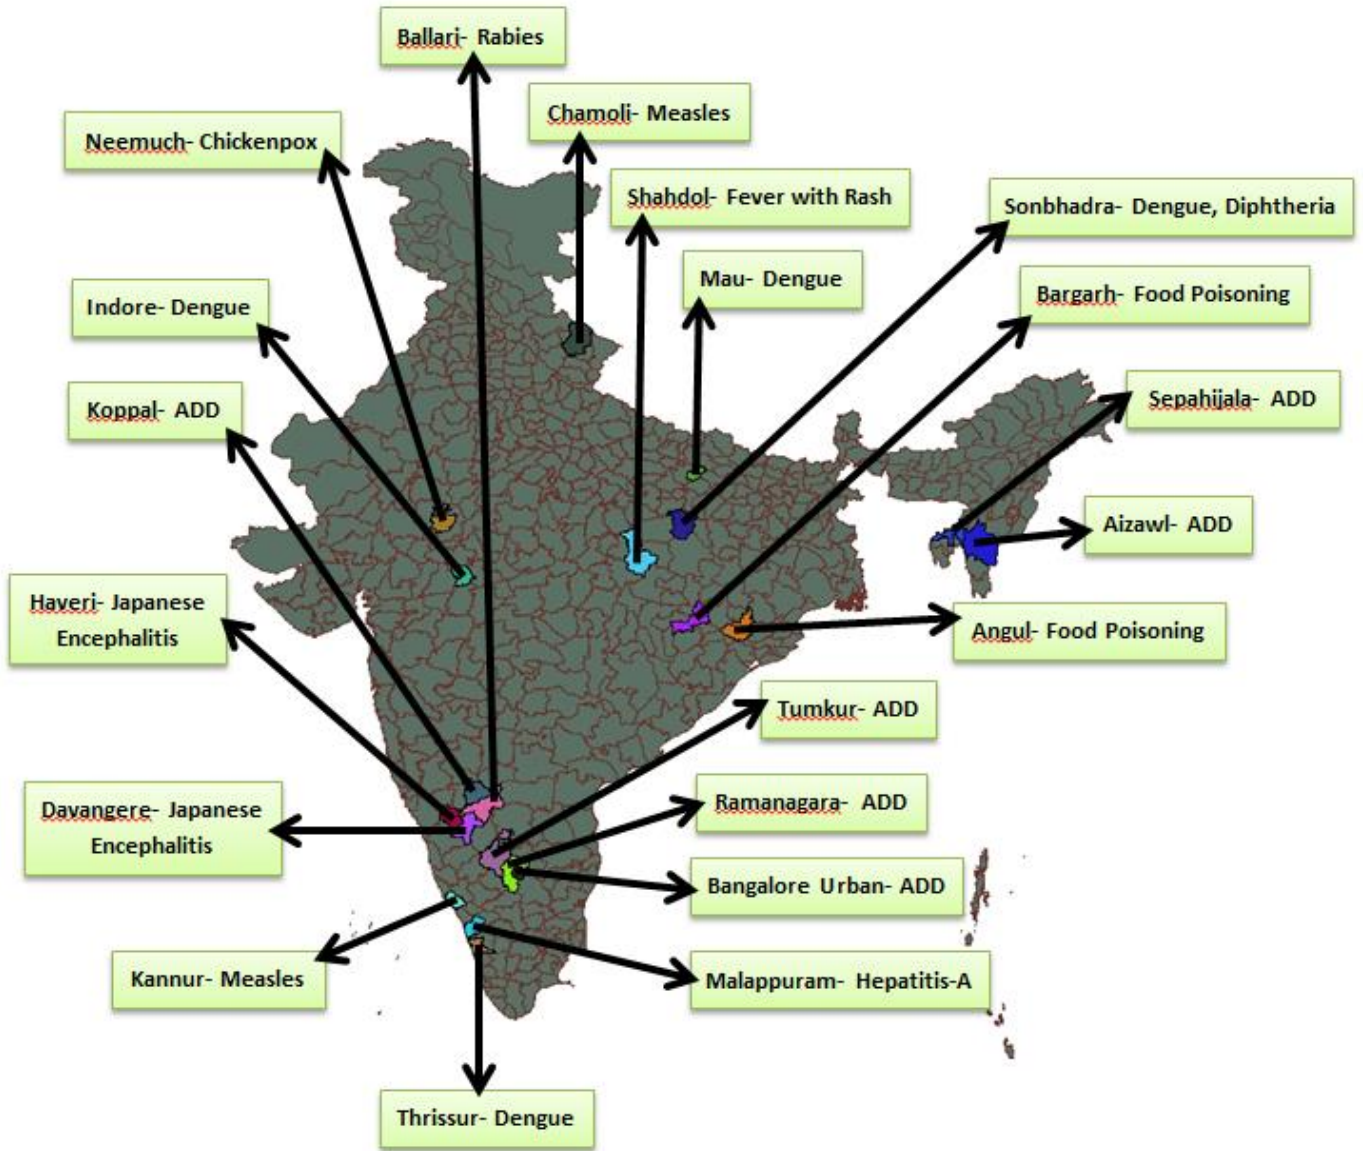 Ballari- Rabies
Chamoli- Measles
Neemuch- Chickenpox
Shahdol- Fever with Rash
Sonbhadra- Dengue, Diphtheria
Mau- Dengue
Bargarh- Food Poisoning
Indore- Dengue
Koppal- ADD
Sepahijala- ADD
Aizawl- ADD
Haveri- Japanese
Encephalitis
Angul- Food Poisoning
Tumkur- ADD
Davangere- Japanese
Encephalitis
Ramanagara- ADD
Bangalore Urban- ADD
Kannur- Measles
Malappuram- Hepatitis-A
Thrissur- Dengue